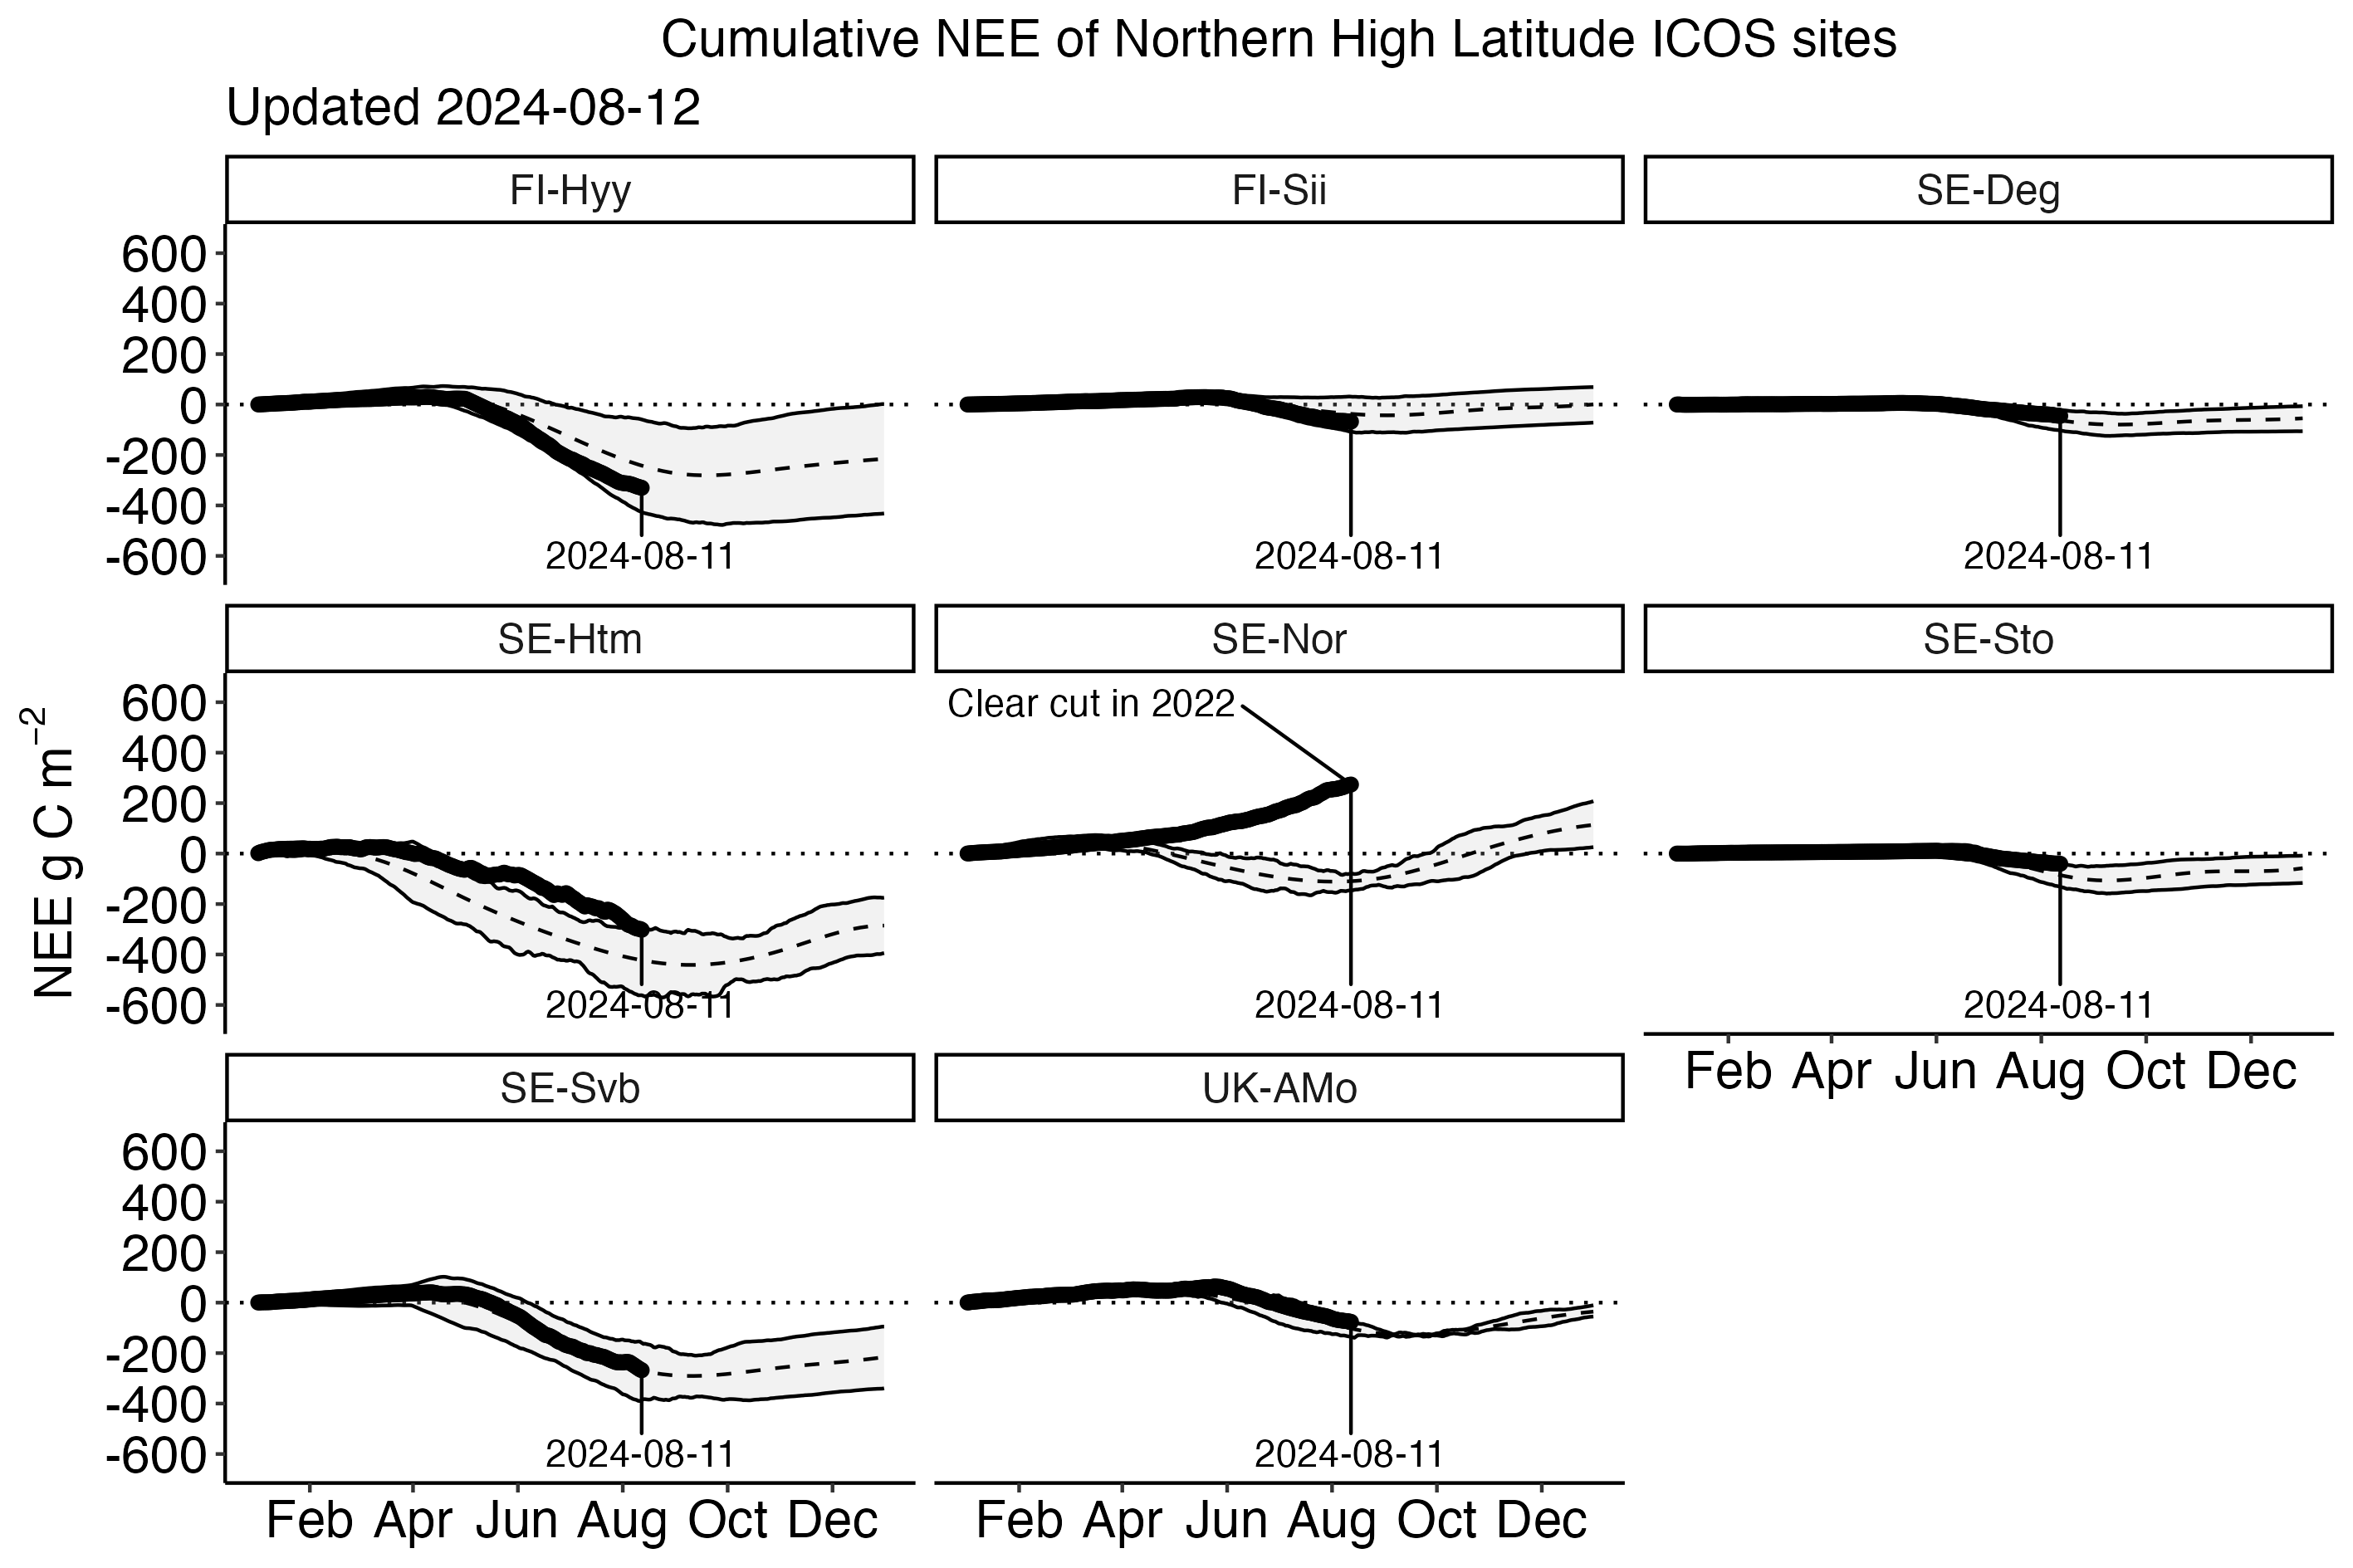 Cumulative NEE of Northern High Latitude ICOS sites
Updated 2024-08-12
FI-Hyy
FI-Sii
SE-Deg
600
400
200
0
-200
-400
-600
2024-08-11
2024-08-11
2024-08-11
SE-Htm
SE-Nor
SE-Sto
NEE g C m⁻²
600
400
200
0
-200
-400
-600
Clear cut in 2022
2024-08-11
2024-08-11
2024-08-11
Feb Apr Jun Aug Oct Dec
SE-Svb
UK-AMo
600
400
200
0
-200
-400
-600
2024-08-11
2024-08-11
Feb Apr Jun Aug Oct Dec
Feb Apr Jun Aug Oct Dec